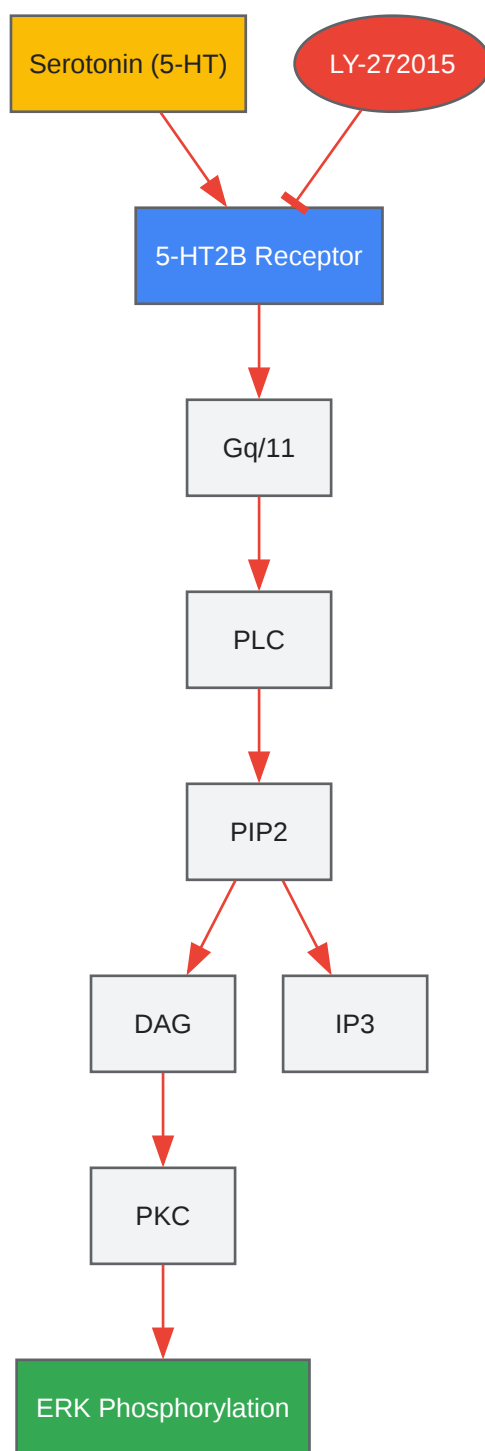 Serotonin (5-HT)
LY-272015
5-HT2B Receptor
Gq/11
PLC
PIP2
DAG
IP3
PKC
ERK Phosphorylation